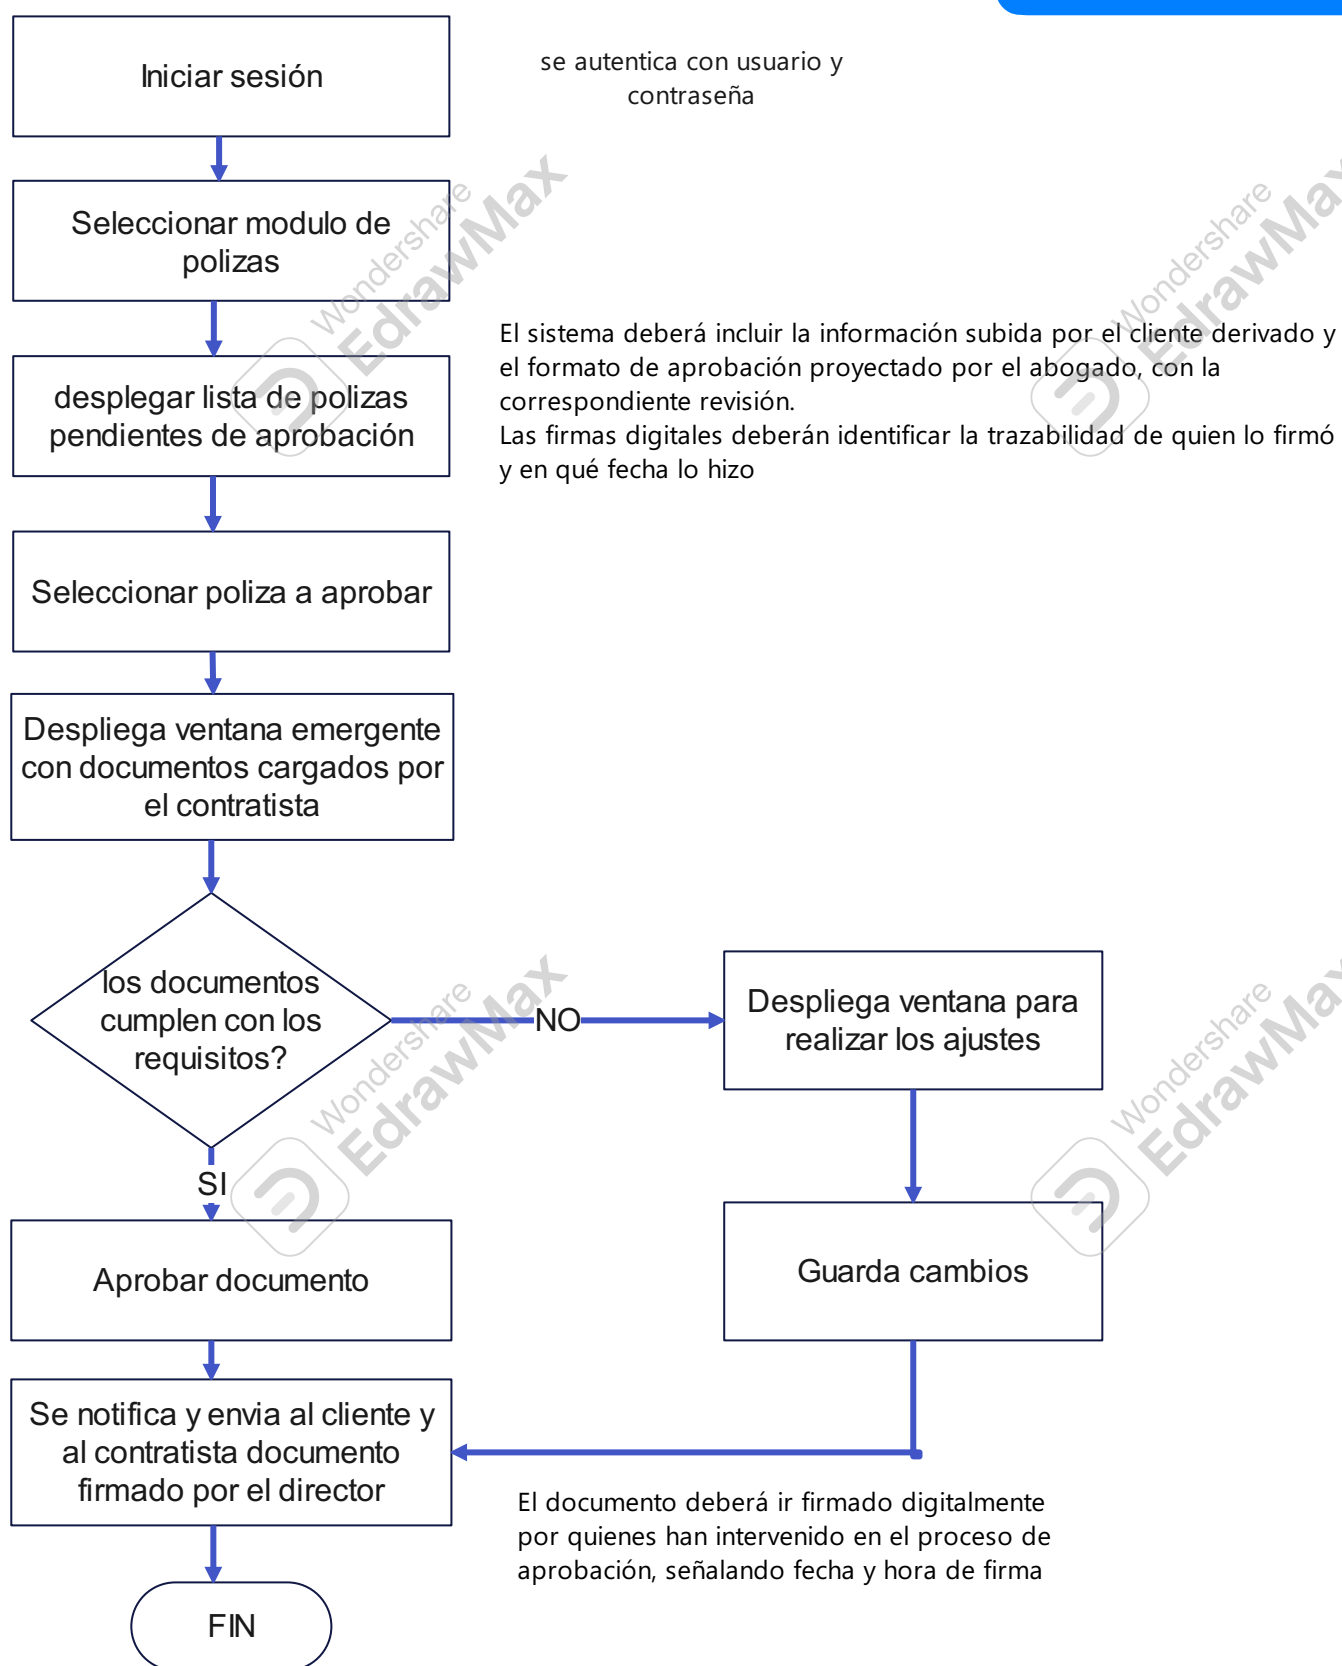 Iniciar sesión
se autentica con usuario y
contraseña
Seleccionar modulo de
polizas
desplegar lista de polizas
pendientes de aprobación
El sistema deberá incluir la información subida por el cliente derivado y
el formato de aprobación proyectado por el abogado, con la
correspondiente revisión.
Las firmas digitales deberán identificar la trazabilidad de quien lo firmó
y en qué fecha lo hizo
Seleccionar poliza a aprobar
Despliega ventana emergente
con documentos cargados por
el contratista
los documentos
cumplen con los
requisitos?
NO
Despliega ventana para
realizar los ajustes
SI
Aprobar documento
Guarda cambios
Se notifica y envia al cliente y
al contratista documento
firmado por el director
El documento deberá ir firmado digitalmente
por quienes han intervenido en el proceso de
aprobación, señalando fecha y hora de firma
FIN
Wondershare
EdrawMax
Wondershare
EdrawMax
Wondershare
EdrawMax
Wondershare
EdrawMax